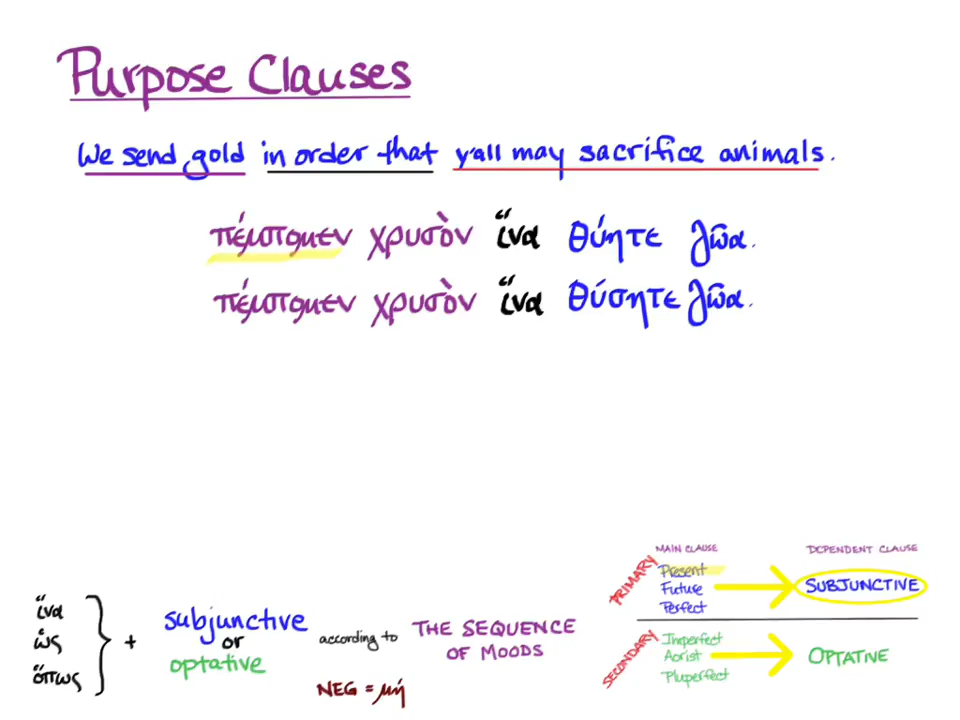 Purpose Clauses
We send gold in order that y'all may sacrifice animals.
πέμπομεν χρυσὸν ἵνα θύητε ζῷα.
πέμπομεν χρυσὸν ἵνα θύσητε ζῷα.
MAIN CLAUSE DEPENDENT CLAUSE
PRIMARY
Present
Future
Perfect
SUBJUNCTIVE
SECONDARY
Imperfect
Aorist
Pluperfect
OPTATIVE
ἵνα
ὡς
ὅπως
+
subjunctive
or
optative
according to
THE SEQUENCE
OF MOODS
NEG = μή